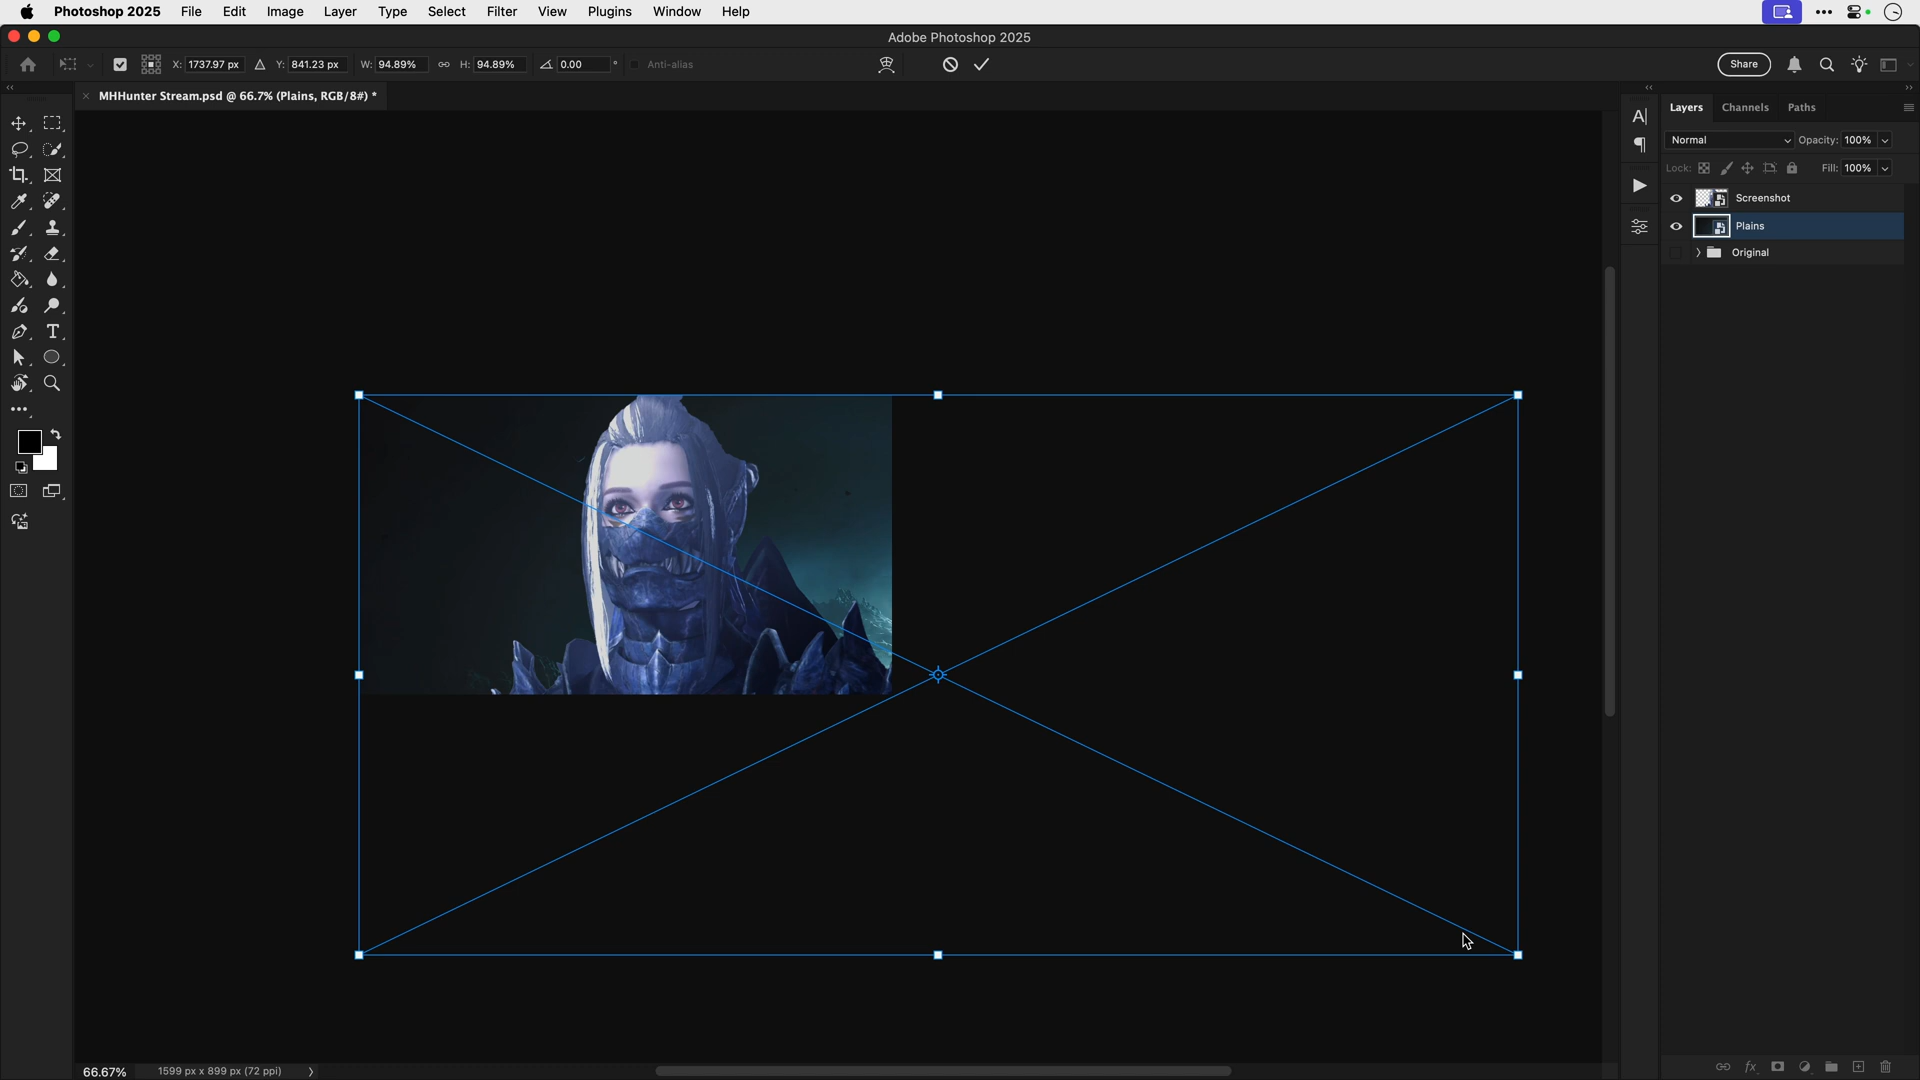 Photoshop 2025 File Edit Image Layer Type Select Filter View Plugins Window Help
Adobe Photoshop 2025
X: 1737.97 px Y: 841.23 px W: 94.89% H: 94.89% 0.00 ° Anti-alias Share
MHHunter Stream.psd @ 66.7% (Plains, RGB/8#) *
Layers Channels Paths
Normal Opacity: 100%
Lock: Fill: 100%
Screenshot
Plains
Original
66.67% 1599 px x 899 px (72 ppi)